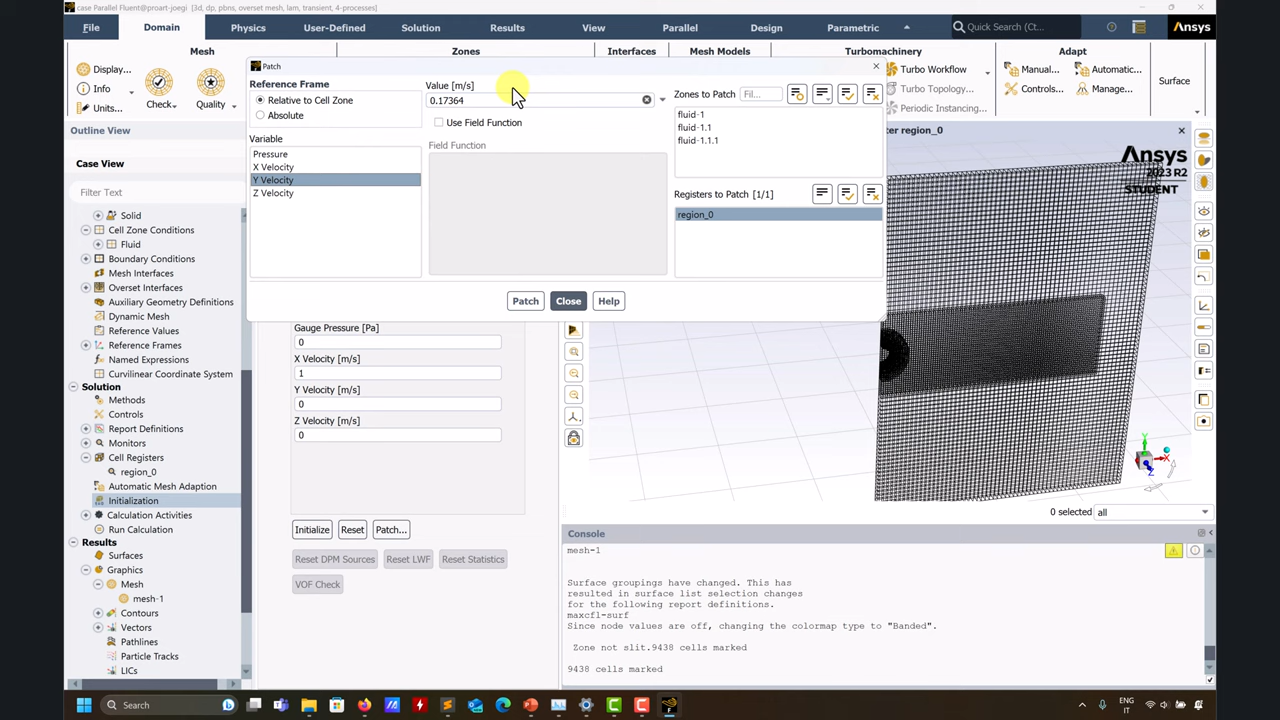 case Parallel Fluent@proart-joegi [3d, dp, pbns, overset mesh, lam, transient, 4-processes]
File
Domain
Physics
User-Defined
Solution
Results
View
Parallel
Design
Parametric
Quick Search (Ct...
Ansys
Mesh
Zones
Interfaces
Mesh Models
Turbomachinery
Adapt
Display...
Info
Units...
Check
Quality
Turbo Workflow
Turbo Topology...
Periodic Instancing...
Manual...
Controls...
Automatic...
Manage...
Surface
Outline View
Case View
Filter Text
Solid
Cell Zone Conditions
Fluid
Boundary Conditions
Mesh Interfaces
Overset Interfaces
Auxiliary Geometry Definitions
Dynamic Mesh
Reference Values
Reference Frames
Named Expressions
Curvilinear Coordinate System
Solution
Methods
Controls
Report Definitions
Monitors
Cell Registers
region_0
Automatic Mesh Adaption
Initialization
Calculation Activities
Run Calculation
Results
Surfaces
Graphics
Mesh
mesh-1
Contours
Vectors
Pathlines
Particle Tracks
LICs
Patch
Reference Frame
Relative to Cell Zone
Absolute
Variable
Pressure
X Velocity
Y Velocity
Z Velocity
Value [m/s]
0.17364
Use Field Function
Field Function
Zones to Patch
Fil...
fluid-1
fluid-1.1
fluid-1.1.1
Registers to Patch [1/1]
region_0
Patch
Close
Help
Gauge Pressure [Pa]
0
X Velocity [m/s]
1
Y Velocity [m/s]
0
Z Velocity [m/s]
0
Initialize
Reset
Patch...
Reset DPM Sources
Reset LWF
Reset Statistics
VOF Check
ter region_0
Ansys
2023 R2
STUDENT
Y
X
Z
0 selected
all
Console
mesh-1
Surface groupings have changed. This has
resulted in surface list selection changes
for the following report definitions.
maxcfl-surf
Since node values are off, changing the colormap type to "Banded".
Zone not slit.9438 cells marked
9438 cells marked
Search
ENG
IT